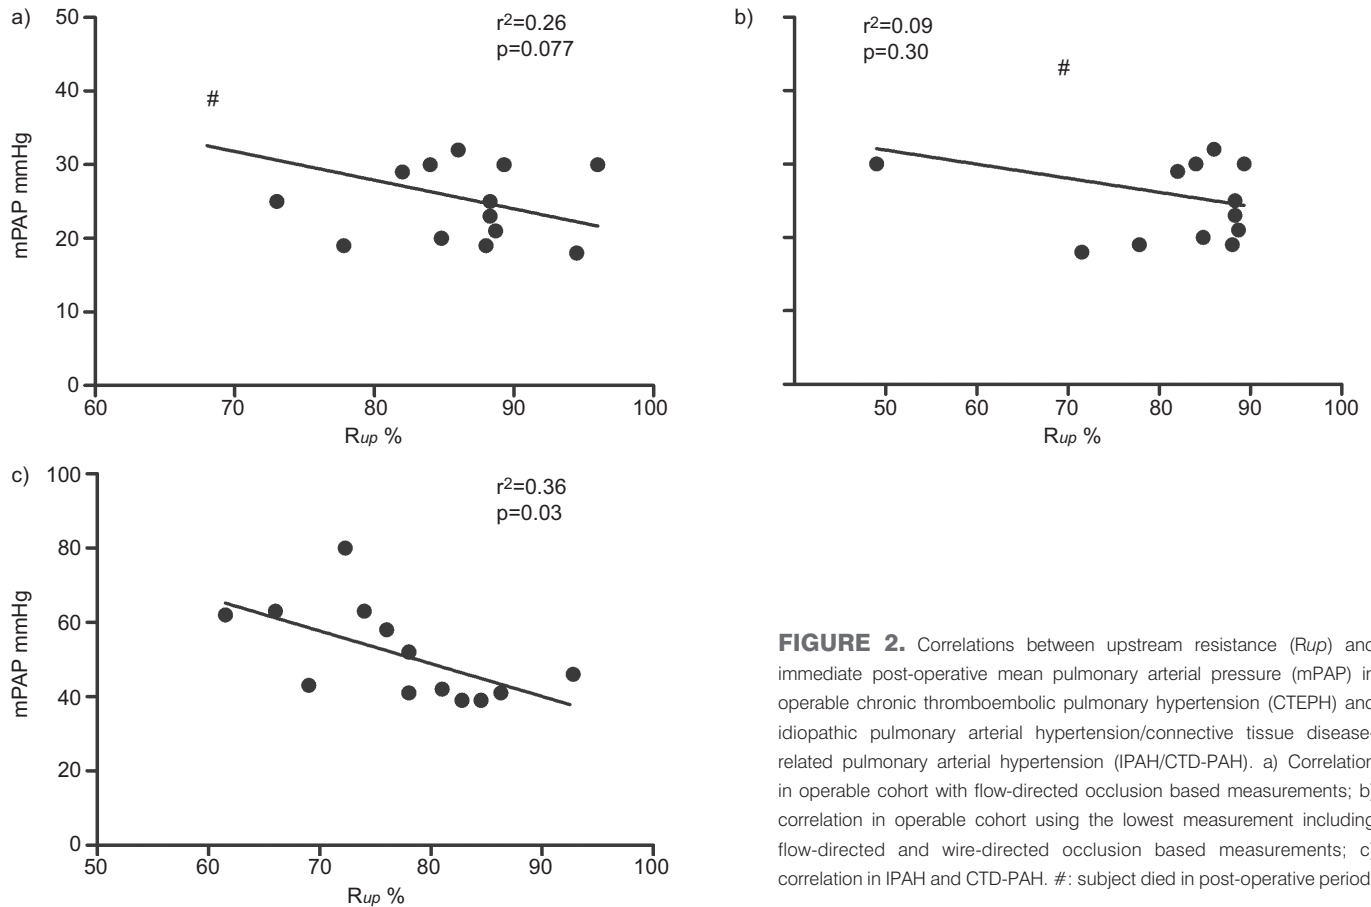 a)
50
40
30
20
10
0
mPAP mmHg
r2=0.26
p=0.077
#
60 70 80 90 100
Rup %
b)
r2=0.09
p=0.30
#
50 60 70 80 90 100
Rup %
c)
100
80
60
40
20
0
mPAP mmHg
r2=0.36
p=0.03
50 60 70 80 90 100
Rup %
FIGURE 2. Correlations between upstream resistance (Rup) and
immediate post-operative mean pulmonary arterial pressure (mPAP) in
operable chronic thromboembolic pulmonary hypertension (CTEPH) and
idiopathic pulmonary arterial hypertension/connective tissue disease-
related pulmonary arterial hypertension (IPAH/CTD-PAH). a) Correlation
in operable cohort with flow-directed occlusion based measurements; b)
correlation in operable cohort using the lowest measurement including
flow-directed and wire-directed occlusion based measurements; c)
correlation in IPAH and CTD-PAH. #: subject died in post-operative period.